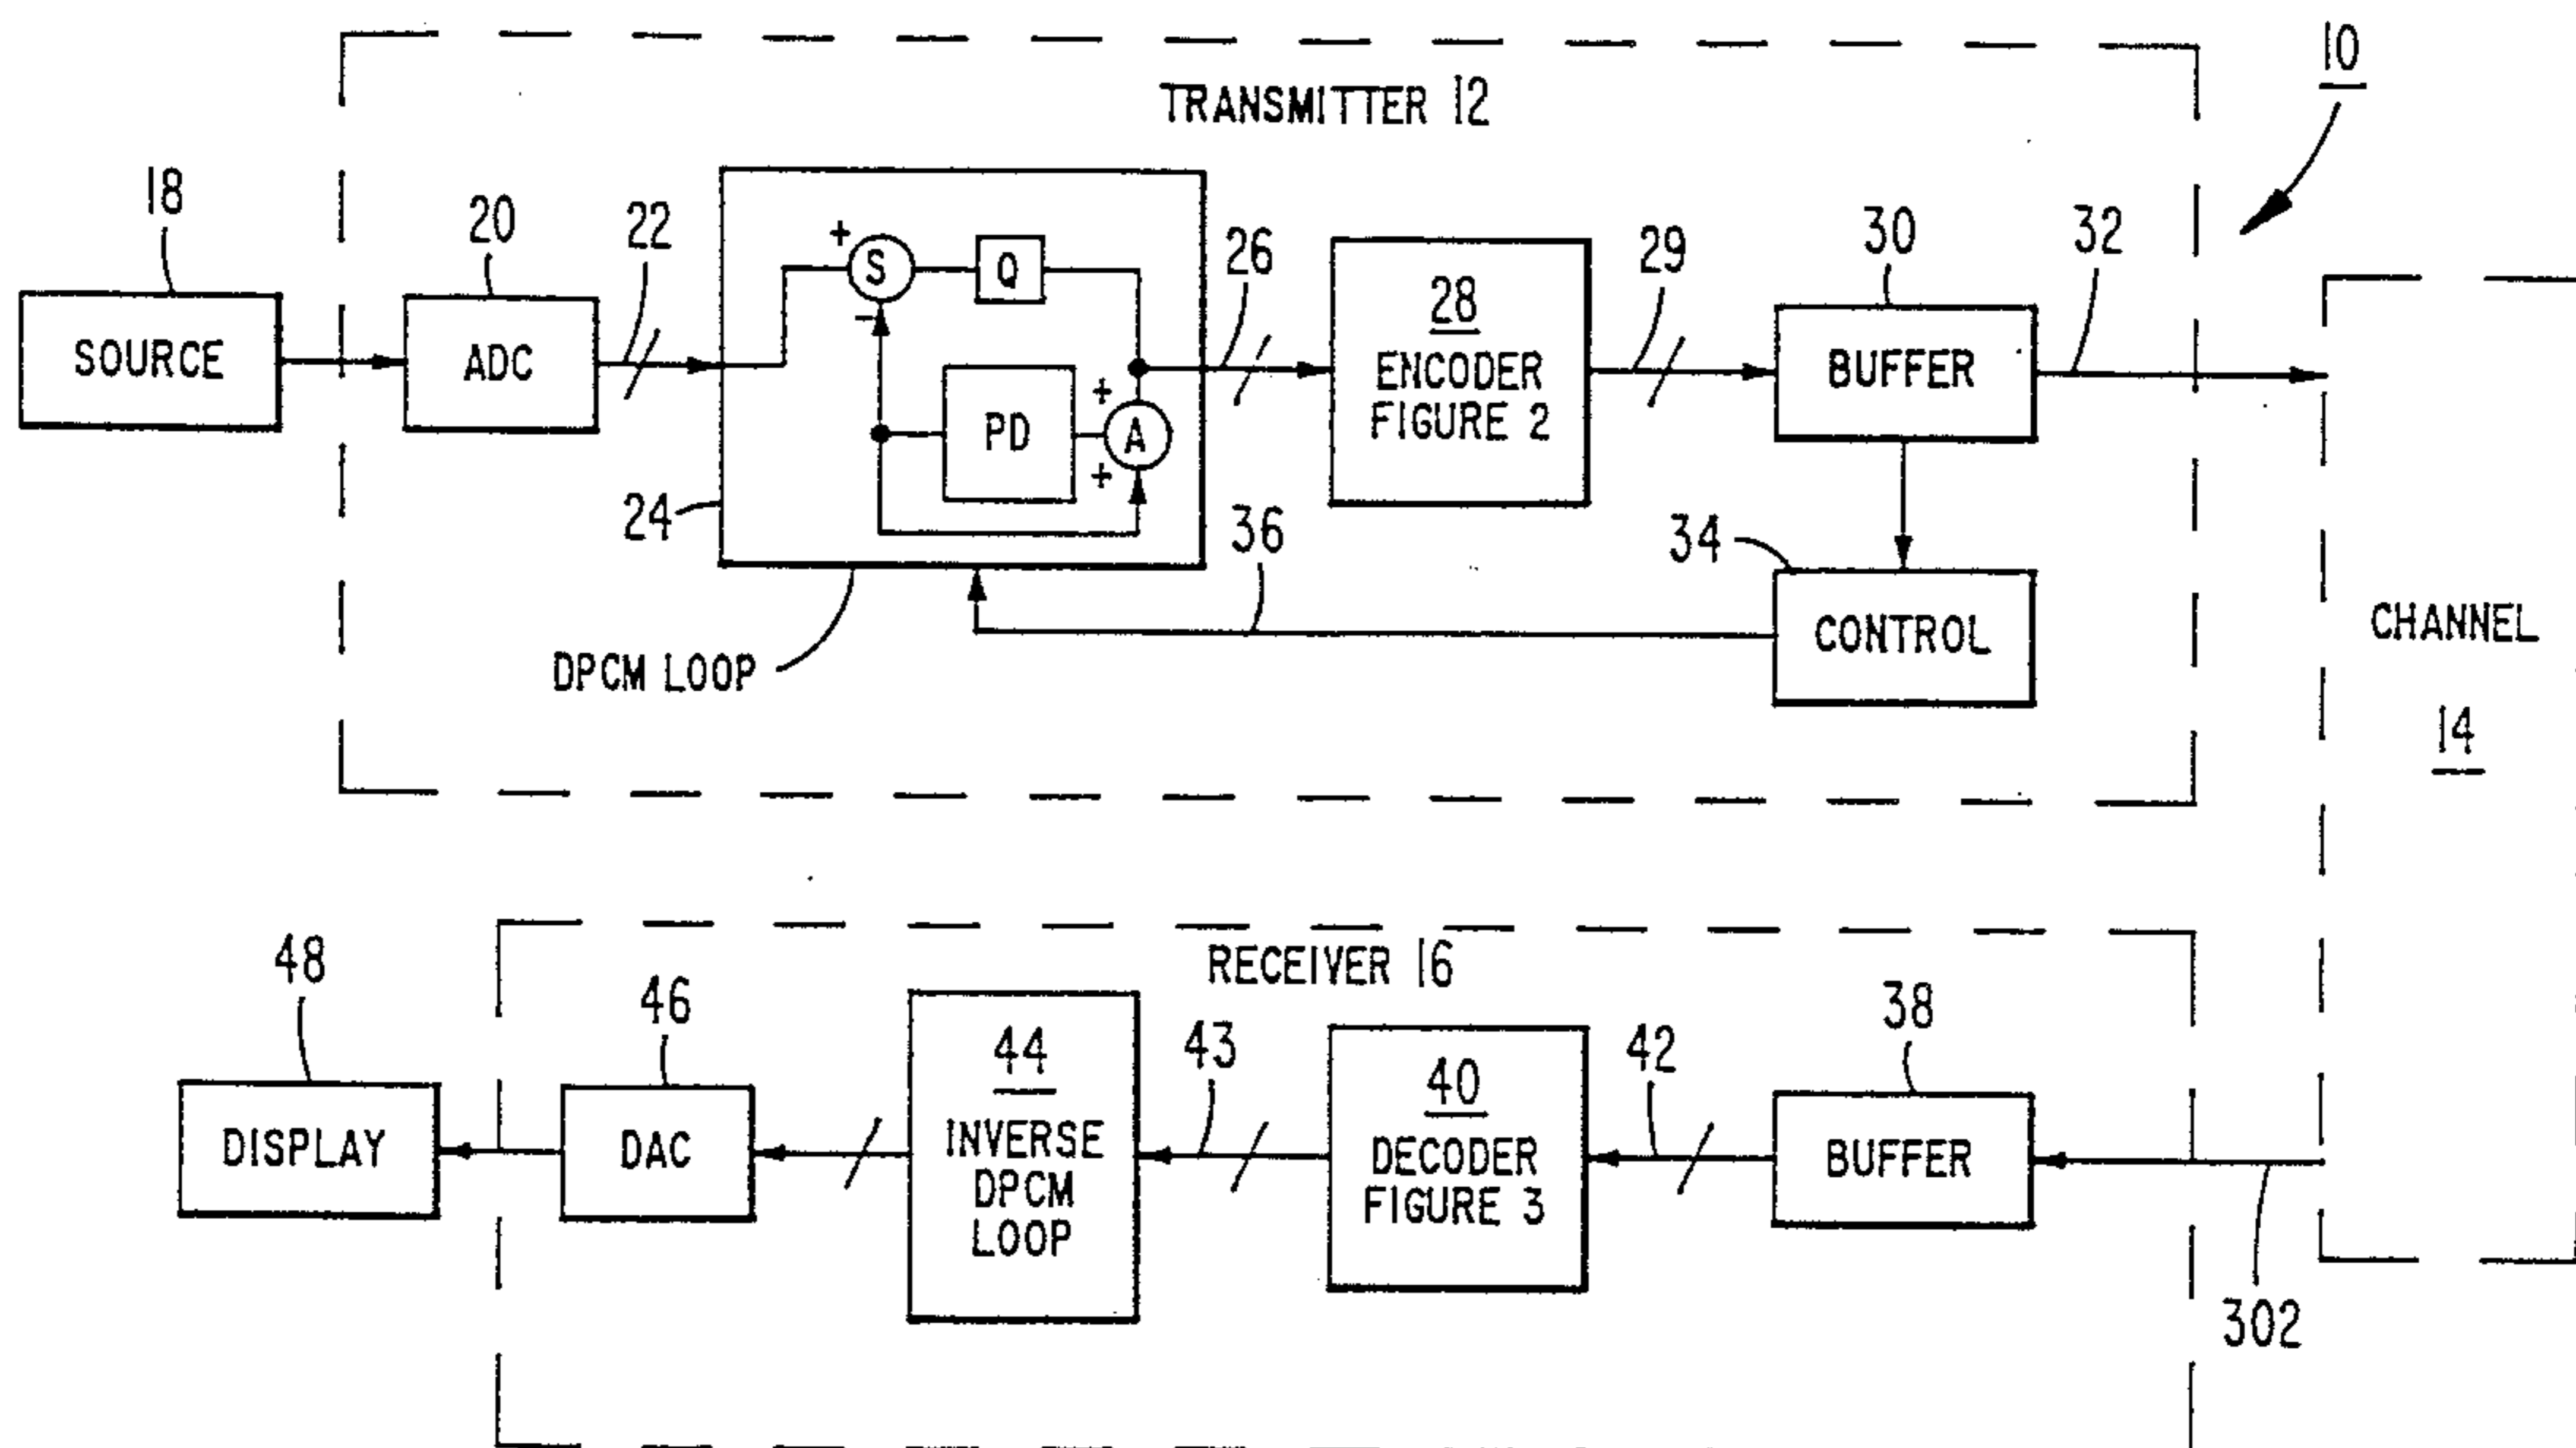 10
TRANSMITTER 12
18
20
22
26
29
30
32
SOURCE
ADC
+
S
-
Q
PD
+
A
+
28
ENCODER
FIGURE 2
BUFFER
24
36
34
CONTROL
DPCM LOOP
CHANNEL
14
RECEIVER 16
48
46
44
43
40
42
38
DISPLAY
DAC
INVERSE
DPCM
LOOP
DECODER
FIGURE 3
BUFFER
302